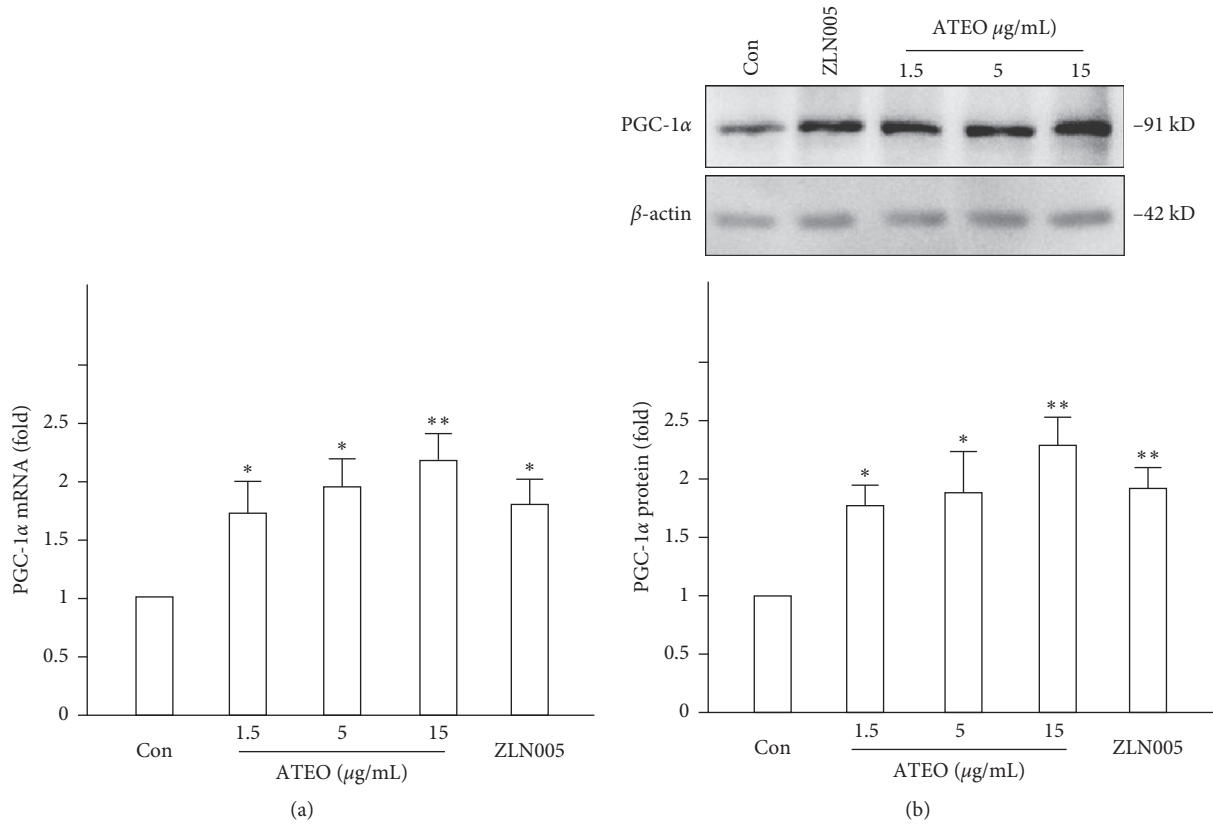 Con
ZLN005
ATEO μg/mL)
1.5 5 15
PGC-1α
–91 kD
β-actin
–42 kD
PGC-1α mRNA (fold)
2.5
2
1.5
1
0.5
0
*
*
**
*
1.5 5 15
Con
ZLN005
ATEO (μg/mL)
(a)
PGC-1α protein (fold)
2.5
2
1.5
1
0.5
0
*
*
**
**
1.5 5 15
Con
ZLN005
ATEO (μg/mL)
(b)